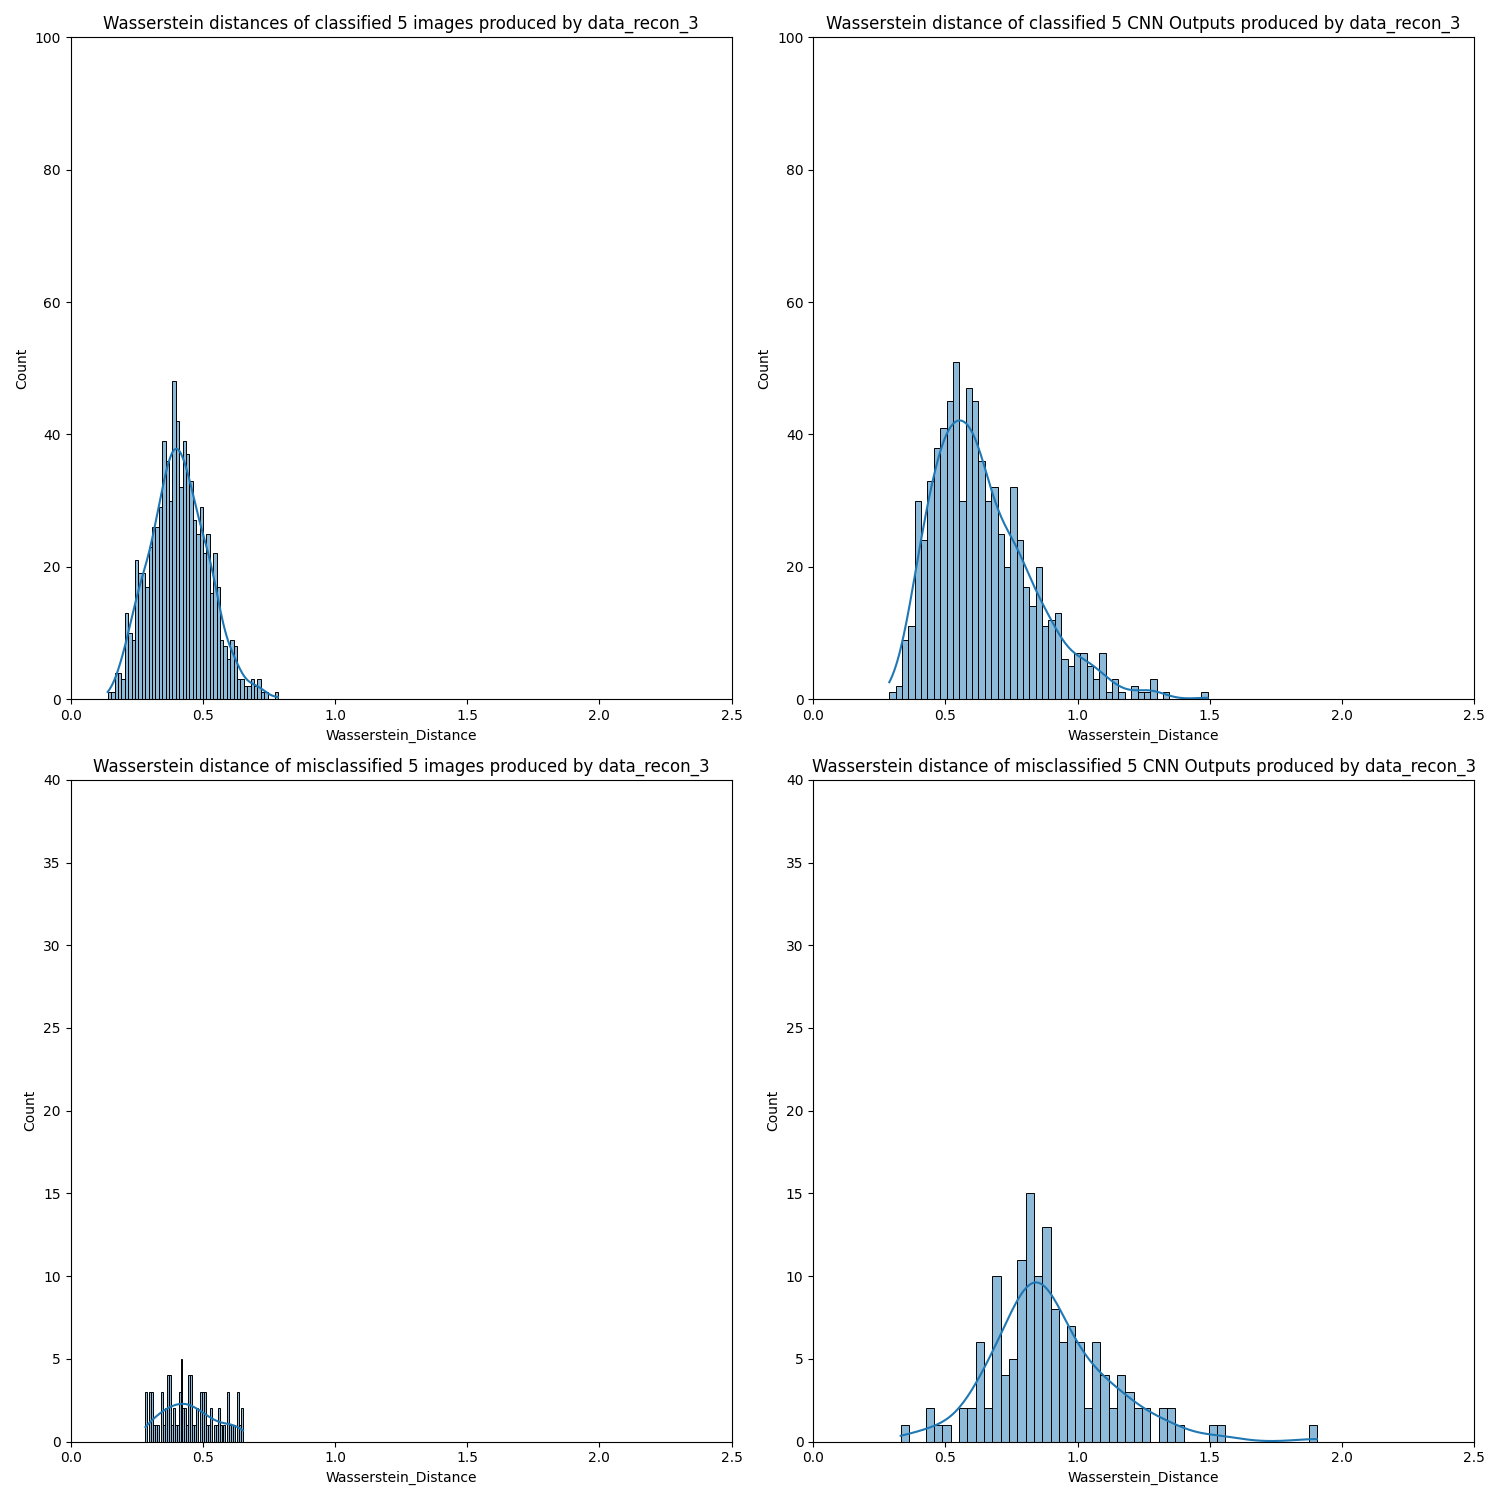 Wasserstein distances of classified 5 images produced by data_recon_3
100
80
60
40
20
0
Count
0.0 0.5 1.0 1.5 2.0 2.5
Wasserstein_Distance
Wasserstein distance of classified 5 CNN Outputs produced by data_recon_3
100
80
60
40
20
0
Count
0.0 0.5 1.0 1.5 2.0 2.5
Wasserstein_Distance
Wasserstein distance of misclassified 5 images produced by data_recon_3
40
35
30
25
20
15
10
5
0
Count
0.0 0.5 1.0 1.5 2.0 2.5
Wasserstein_Distance
Wasserstein distance of misclassified 5 CNN Outputs produced by data_recon_3
40
35
30
25
20
15
10
5
0
Count
0.0 0.5 1.0 1.5 2.0 2.5
Wasserstein_Distance